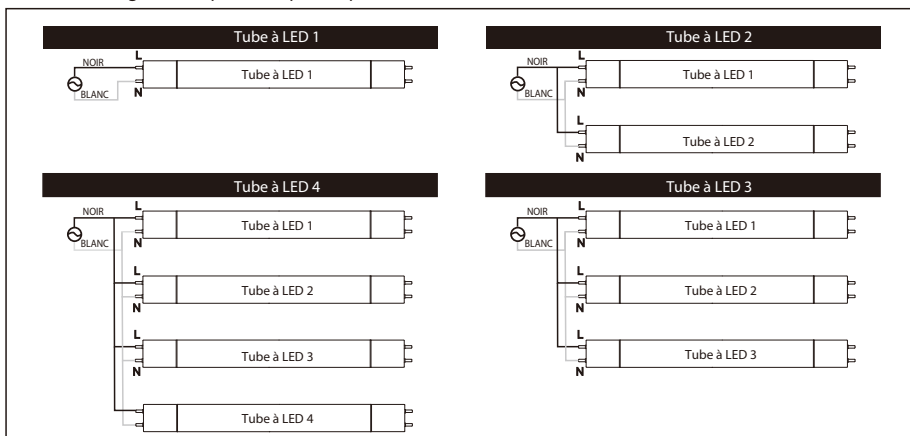 Tube à LED 1
NOIR
L
Tube à LED 1
BLANC
N
Tube à LED 2
NOIR
L
Tube à LED 1
BLANC
N
L
Tube à LED 2
N
Tube à LED 4
NOIR
L
Tube à LED 1
BLANC
N
L
Tube à LED 2
N
L
Tube à LED 3
N
Tube à LED 4
Tube à LED 3
NOIR
L
Tube à LED 1
BLANC
N
L
Tube à LED 2
N
L
Tube à LED 3
N